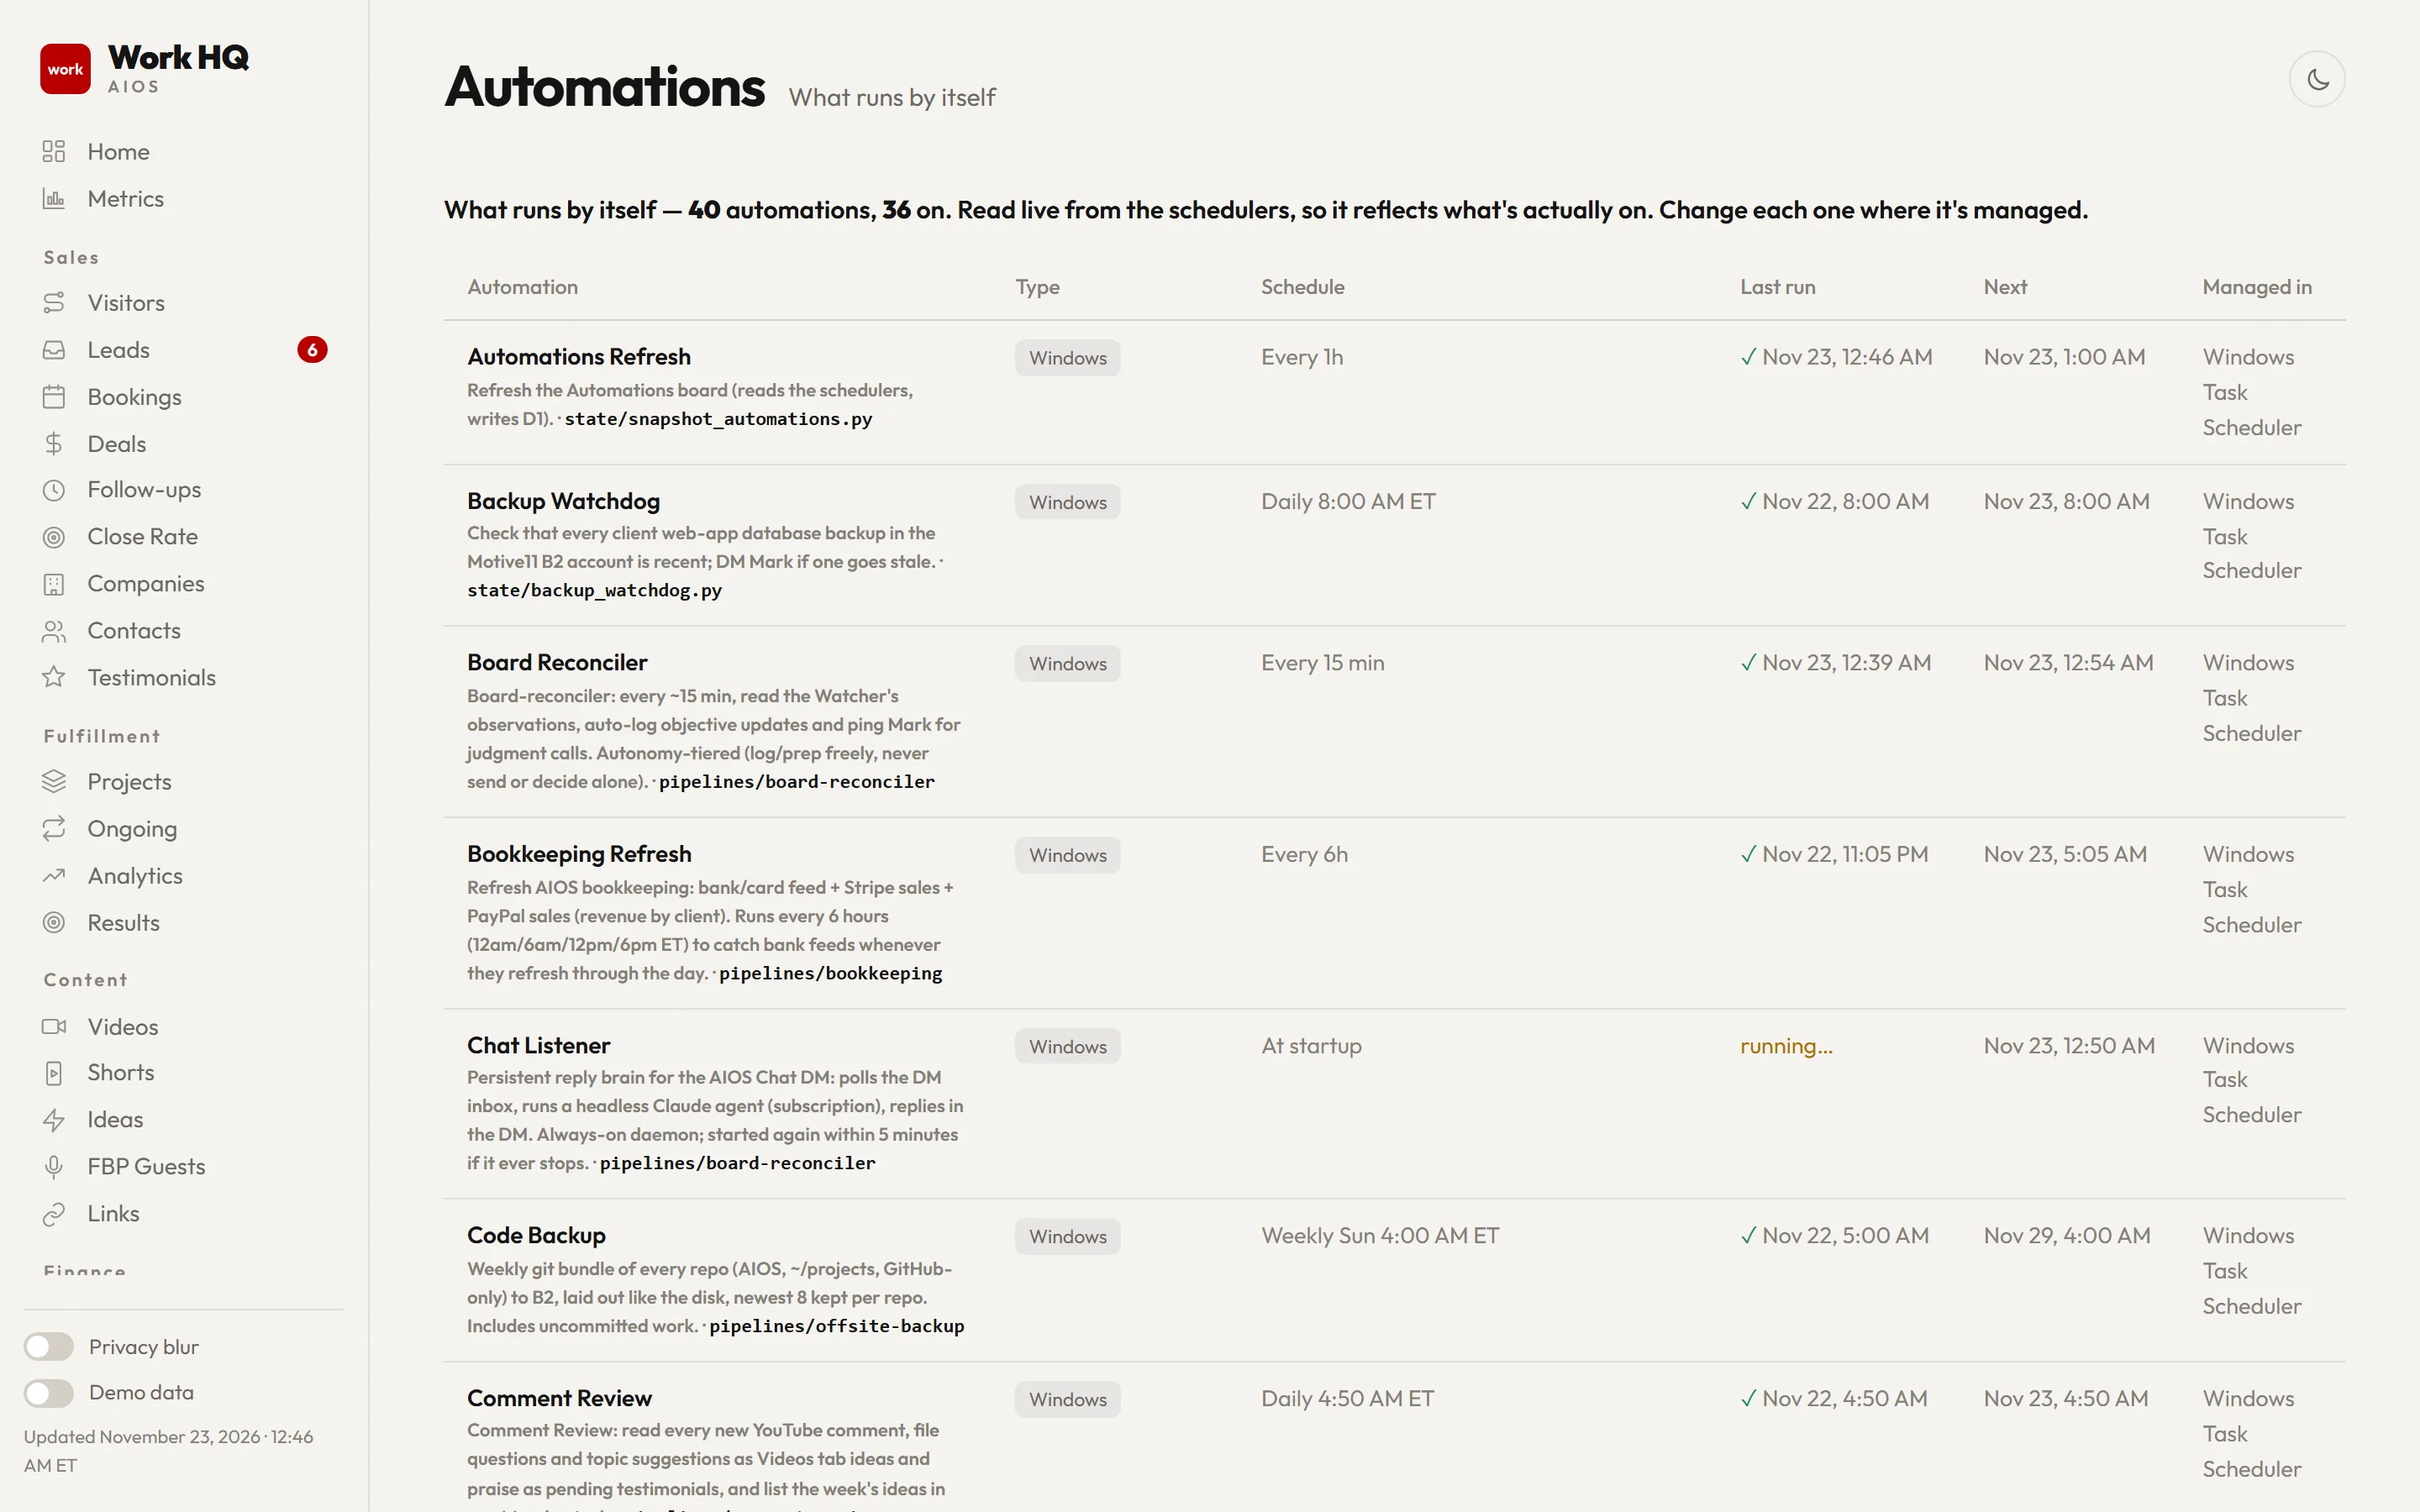 work
Work HQ
AIOS
Home
Metrics
Sales
Visitors
Leads
6
Bookings
Deals
Follow-ups
Close Rate
Companies
Contacts
Testimonials
Fulfillment
Projects
Ongoing
Analytics
Results
Content
Videos
Shorts
Ideas
FBP Guests
Links
Finance
Privacy blur
Demo data
Updated November 23, 2026 · 12:46
AM ET
Automations What runs by itself
What runs by itself — 40 automations, 36 on. Read live from the schedulers, so it reflects what's actually on. Change each one where it's managed.
Automation Type Schedule Last run Next Managed in
Automations Refresh Windows Every 1h ✓ Nov 23, 12:46 AM Nov 23, 1:00 AM Windows
Task
Scheduler
Refresh the Automations board (reads the schedulers,
writes D1). · state/snapshot_automations.py
Backup Watchdog Windows Daily 8:00 AM ET ✓ Nov 22, 8:00 AM Nov 23, 8:00 AM Windows
Task
Scheduler
Check that every client web-app database backup in the
Motive11 B2 account is recent; DM Mark if one goes stale. ·
state/backup_watchdog.py
Board Reconciler Windows Every 15 min ✓ Nov 23, 12:39 AM Nov 23, 12:54 AM Windows
Task
Scheduler
Board-reconciler: every ~15 min, read the Watcher's
observations, auto-log objective updates and ping Mark for
judgment calls. Autonomy-tiered (log/prep freely, never
send or decide alone). · pipelines/board-reconciler
Bookkeeping Refresh Windows Every 6h ✓ Nov 22, 11:05 PM Nov 23, 5:05 AM Windows
Task
Scheduler
Refresh AIOS bookkeeping: bank/card feed + Stripe sales +
PayPal sales (revenue by client). Runs every 6 hours
(12am/6am/12pm/6pm ET) to catch bank feeds whenever
they refresh through the day. · pipelines/bookkeeping
Chat Listener Windows At startup running... Nov 23, 12:50 AM Windows
Task
Scheduler
Persistent reply brain for the AIOS Chat DM: polls the DM
inbox, runs a headless Claude agent (subscription), replies in
the DM. Always-on daemon; started again within 5 minutes
if it ever stops. · pipelines/board-reconciler
Code Backup Windows Weekly Sun 4:00 AM ET ✓ Nov 22, 5:00 AM Nov 29, 4:00 AM Windows
Task
Scheduler
Weekly git bundle of every repo (AIOS, ~/projects, GitHub-
only) to B2, laid out like the disk, newest 8 kept per repo.
Includes uncommitted work. · pipelines/offsite-backup
Comment Review Windows Daily 4:50 AM ET ✓ Nov 22, 4:50 AM Nov 23, 4:50 AM Windows
Task
Scheduler
Comment Review: read every new YouTube comment, file
questions and topic suggestions as Videos tab ideas and
praise as pending testimonials, and list the week's ideas in